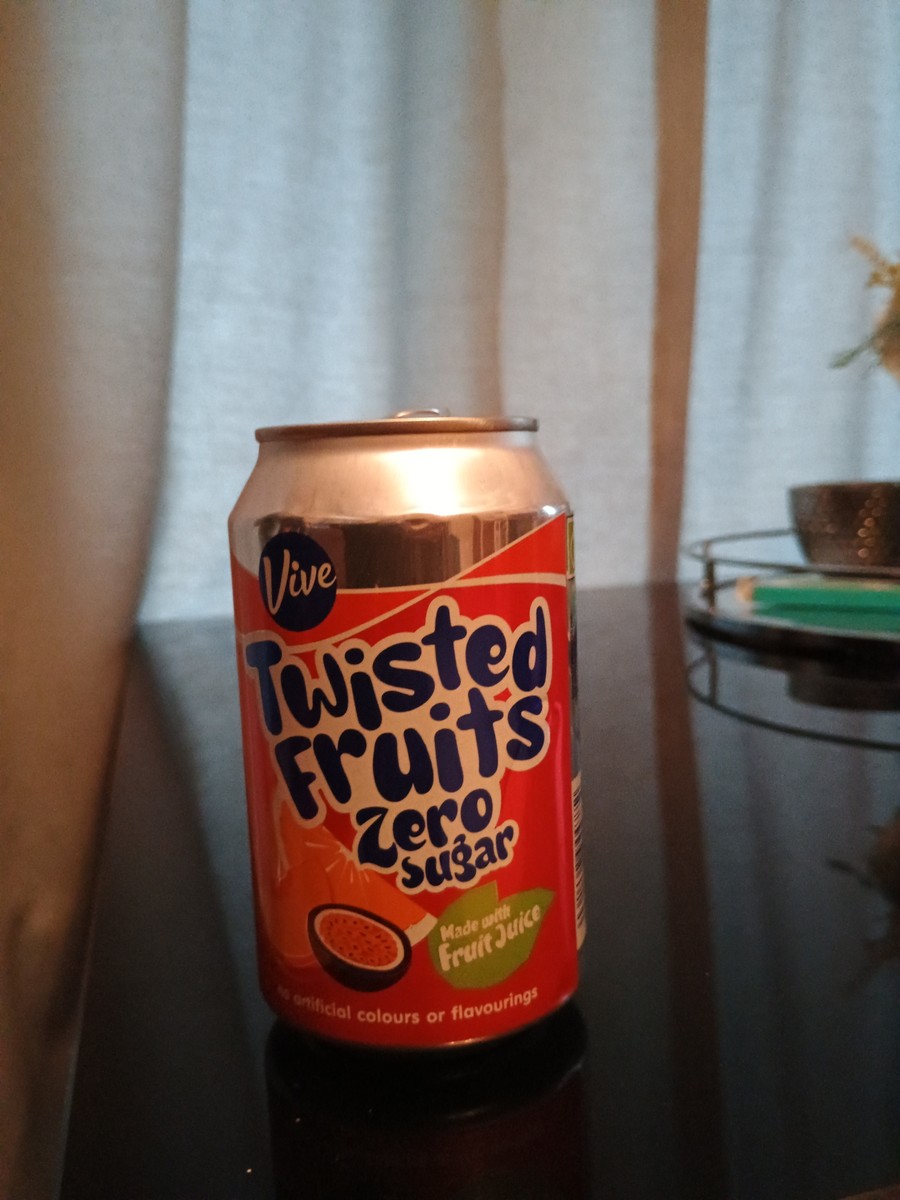 Vive
Twisted
Fruits
Zero
sugar
Made with
Fruit Juice
no artificial colours or flavourings